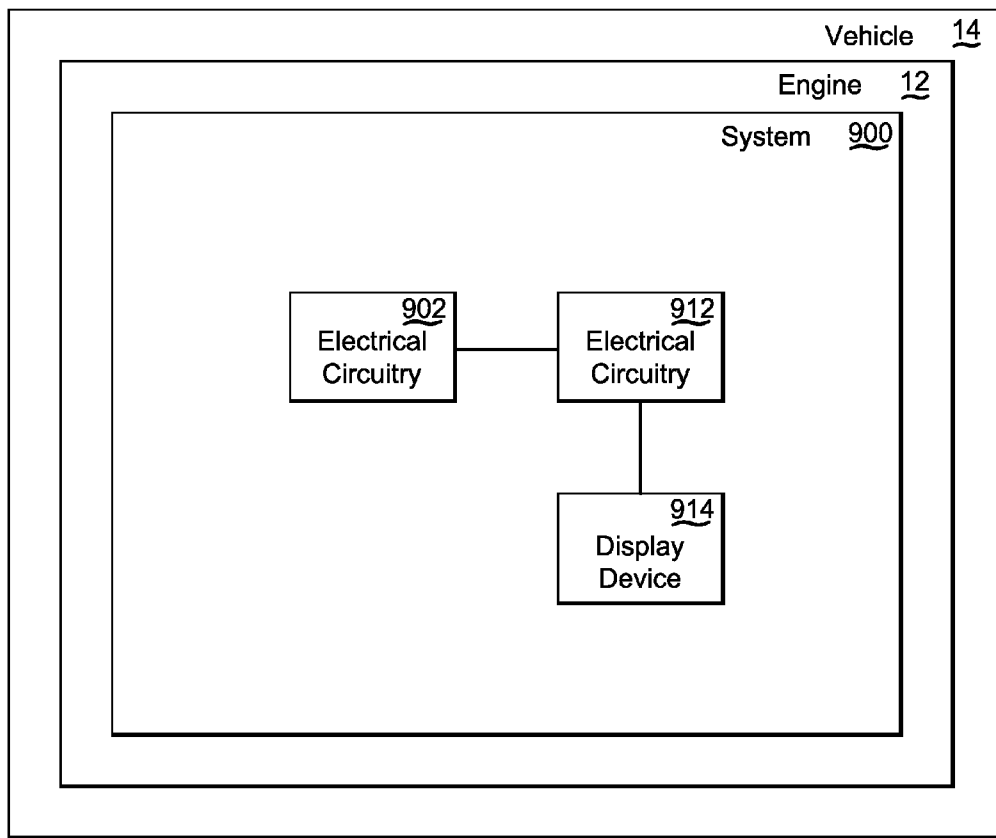 Vehicle 14
Engine 12
System 900
902
Electrical
Circuitry
912
Electrical
Circuitry
914
Display
Device